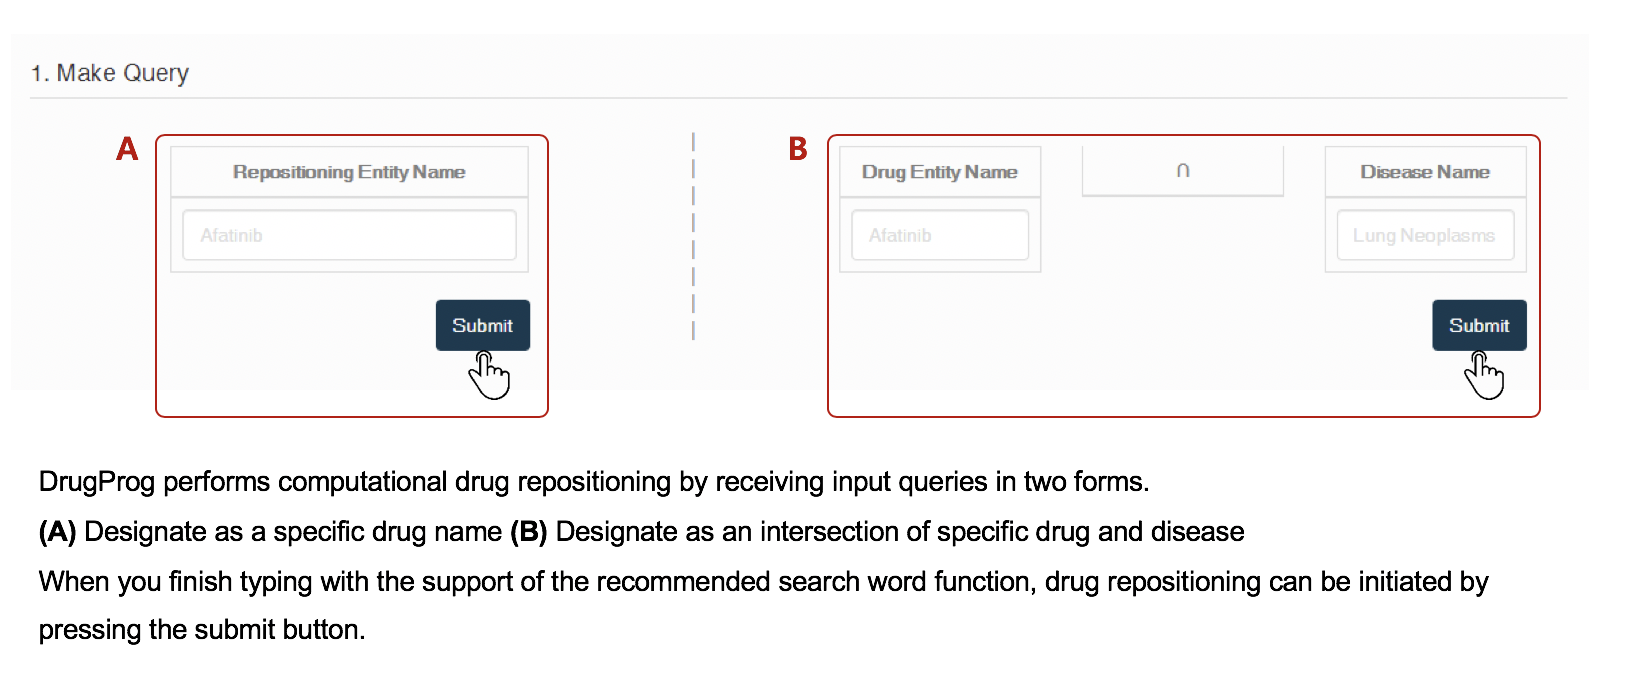 1. Make Query
A
Repositioning Entity Name
Afatinib
Submit
B
Drug Entity Name
∩
Disease Name
Afatinib
Lung Neoplasms
Submit
DrugProg performs computational drug repositioning by receiving input queries in two forms.
(A) Designate as a specific drug name (B) Designate as an intersection of specific drug and disease
When you finish typing with the support of the recommended search word function, drug repositioning can be initiated by
pressing the submit button.